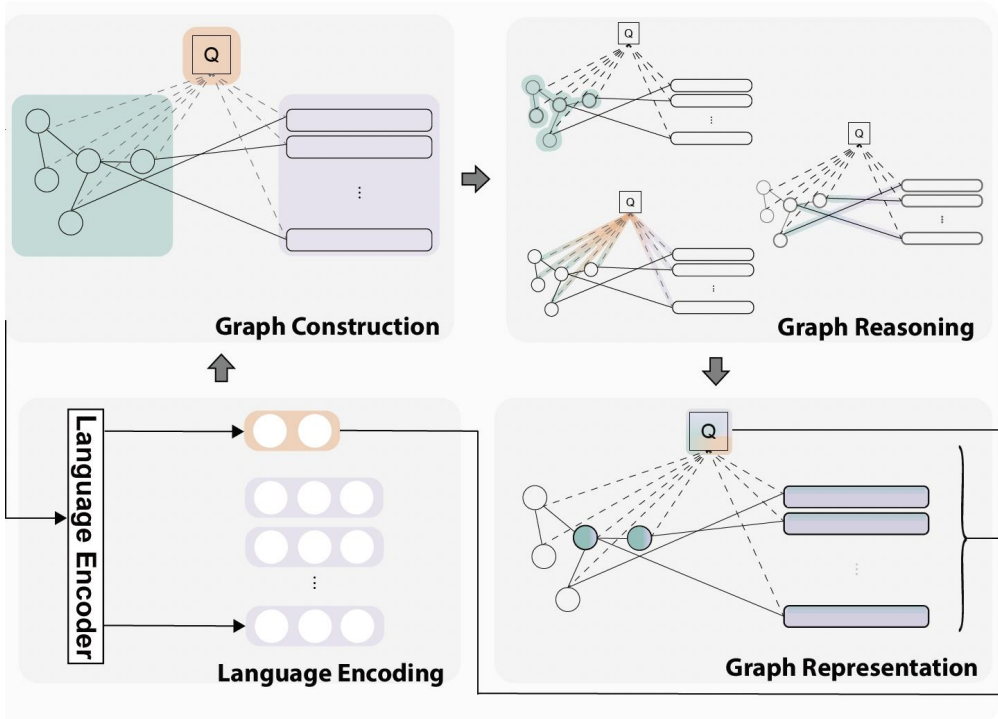 Q
Graph Construction
Q
Q
Q
Graph Reasoning
Language Encoder
Language Encoding
Q
Graph Representation